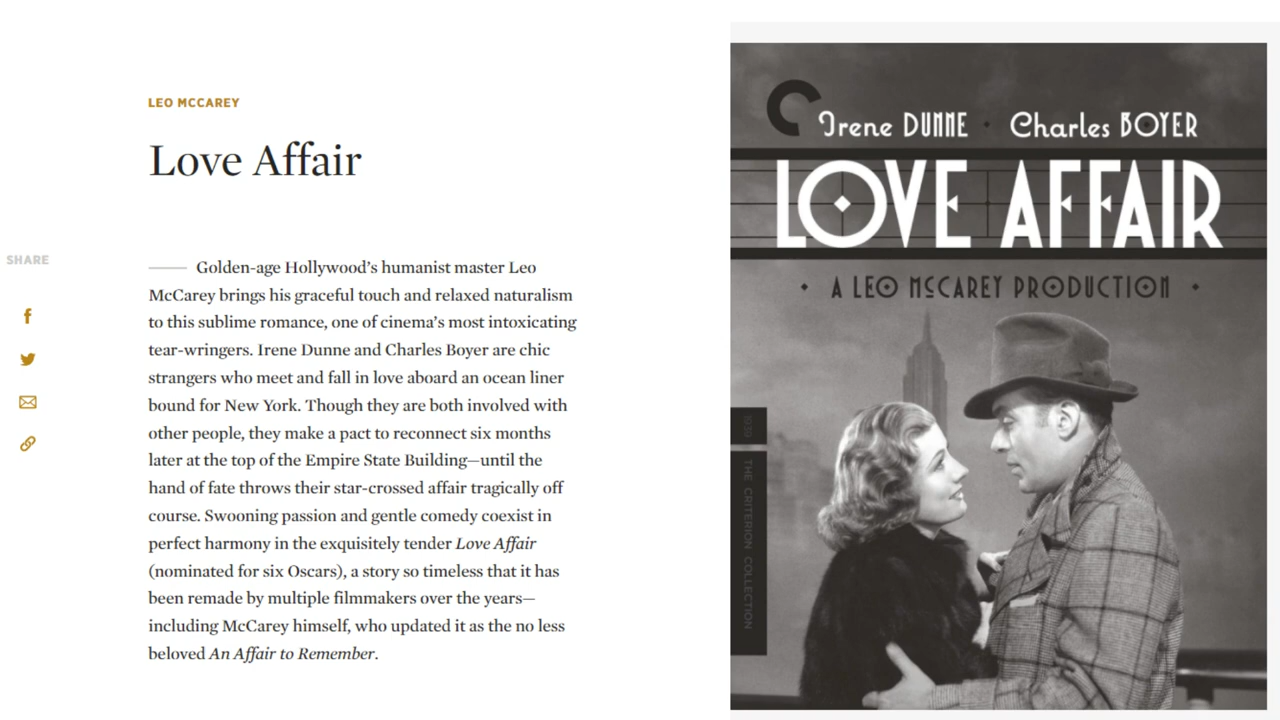 LEO MCCAREY
Love Affair
SHARE
Golden-age Hollywood’s humanist master Leo
McCarey brings his graceful touch and relaxed naturalism
to this sublime romance, one of cinema’s most intoxicating
tear-wringers. Irene Dunne and Charles Boyer are chic
strangers who meet and fall in love aboard an ocean liner
bound for New York. Though they are both involved with
other people, they make a pact to reconnect six months
later at the top of the Empire State Building—until the
hand of fate throws their star-crossed affair tragically off
course. Swooning passion and gentle comedy coexist in
perfect harmony in the exquisitely tender Love Affair
(nominated for six Oscars), a story so timeless that it has
been remade by multiple filmmakers over the years—
including McCarey himself, who updated it as the no less
beloved An Affair to Remember.
Irene DUNNE · Charles BOYER
LOVE AFFAIR
A LEO McCAREY PRODUCTION
THE CRITERION COLLECTION